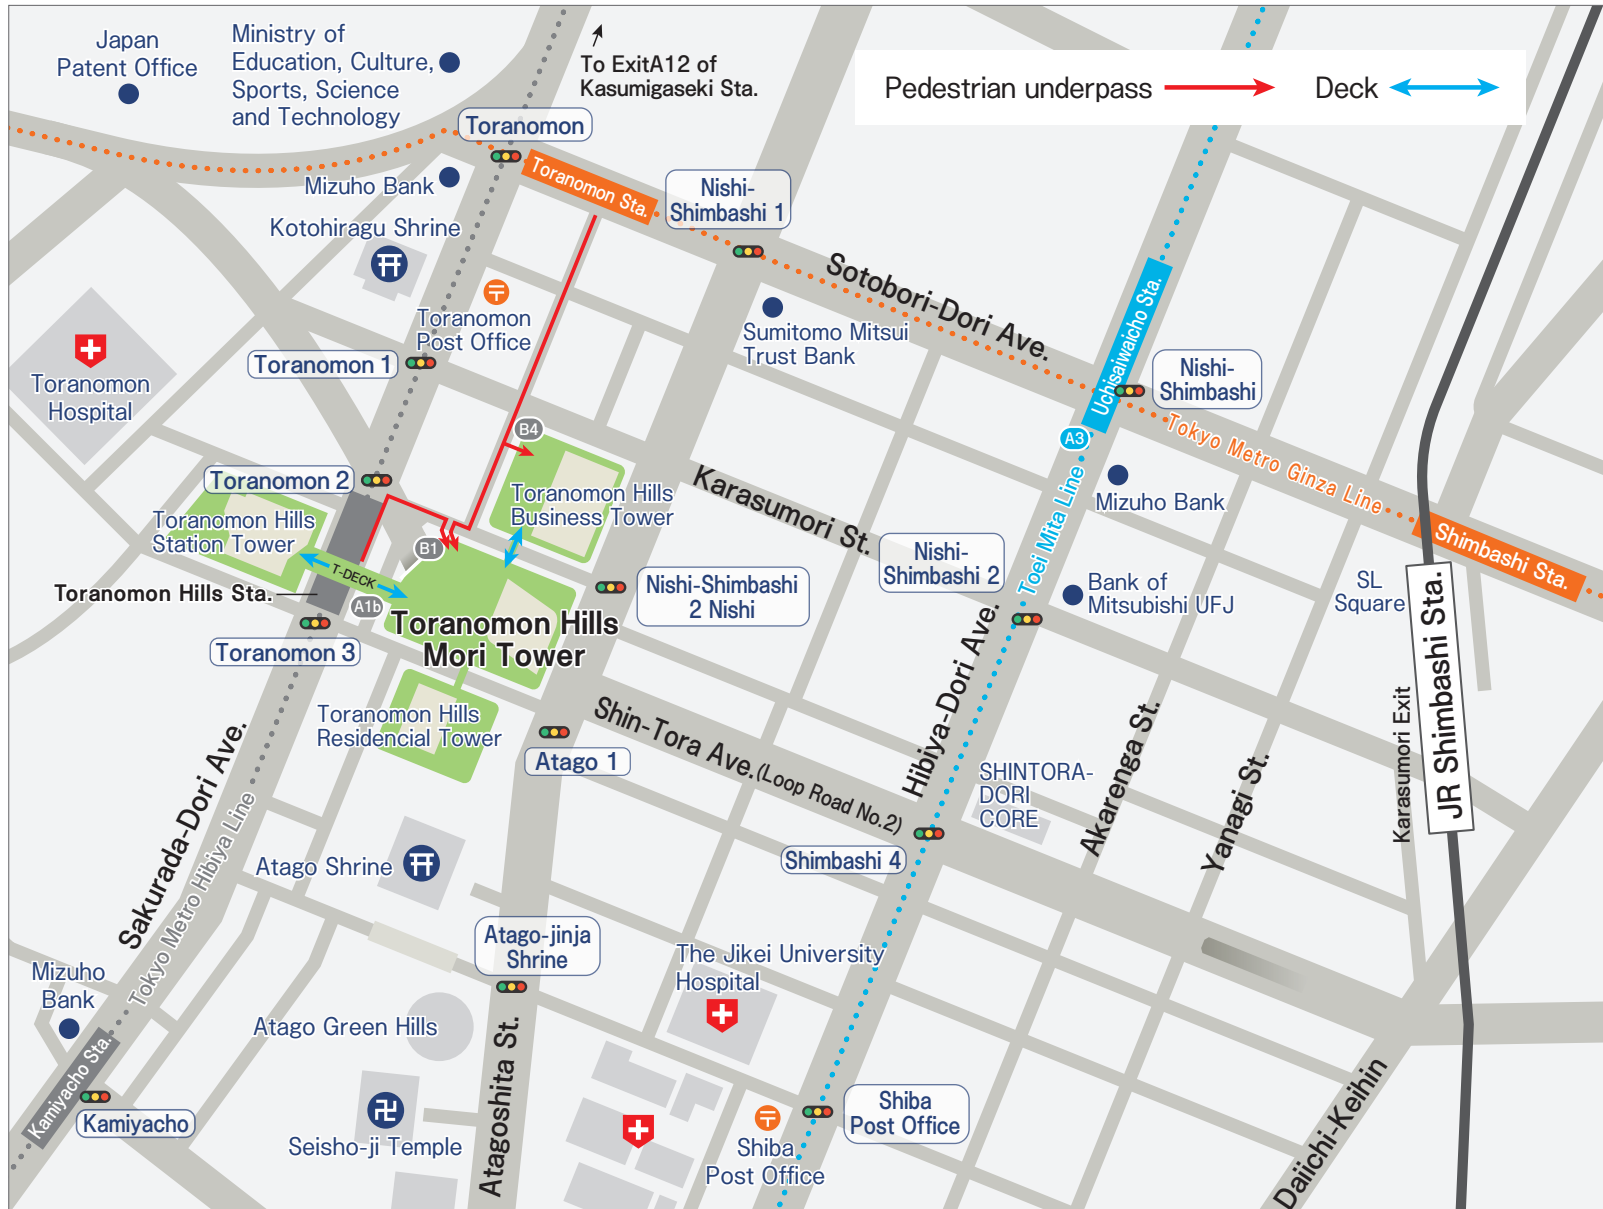 Japan
Patent Office
Ministry of
Education, Culture,
Sports, Science
and Technology
To ExitA12 of
Kasumigaseki Sta.
Pedestrian underpass
Deck
Toranomon
Toranomon Sta.
Mizuho Bank
Nishi-
Shimbashi 1
Kotohiragu Shrine
Toranomon
Post Office
Sotobori-Dori Ave.
Uchisaiwaicho Sta.
Sumitomo Mitsui
Trust Bank
Toranomon 1
Toranomon
Hospital
Nishi-
Shimbashi
B4
A3
Tokyo Metro Ginza Line
Toranomon 2
Toranomon Hills
Business Tower
Karasumori St.
Mizuho Bank
Toranomon Hills
Station Tower
B1
Nishi-
Shimbashi 2
Toei Mita Line
Shimbashi Sta.
T-DECK
Toranomon Hills Sta.
A1b
Nishi-Shimbashi
2 Nishi
Bank of
Mitsubishi UFJ
SL
Square
JR Shimbashi Sta.
Toranomon Hills
Mori Tower
Toranomon 3
Toranomon Hills
Residencial Tower
Shin-Tora Ave.(Loop Road No.2)
Hibiya-Dori Ave.
Karasumori Exit
Atago 1
Sakurada-Dori Ave.
Tokyo Metro Hibiya Line
SHINTORA-
DORI
CORE
Akarenga St.
Yanagi St.
Atago Shrine
Shimbashi 4
Atago-jinja
Shrine
The Jikei University
Hospital
Mizuho
Bank
Atago Green Hills
Kamiyacho Sta.
Kamiyacho
Atagoshita St.
Seisho-ji Temple
Shiba
Post Office
Shiba
Post Office
Daiichi-Keihin